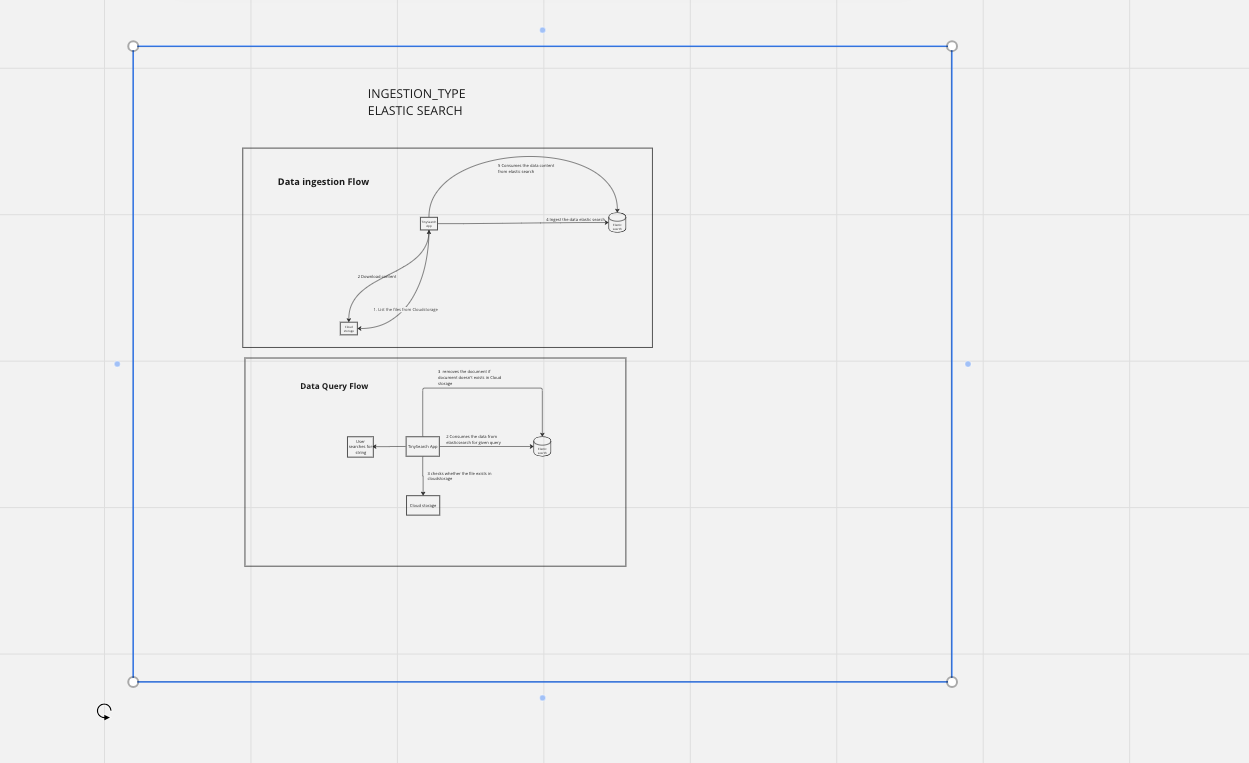 INGESTION_TYPE
ELASTIC SEARCH
Data ingestion Flow
5 Consumes the data content
from elastic search
4 Ingest the data elastic search
Tinybsearch
app
Elastic
search
2 Download content
1. List the files from Cloudstorage
Cloud
storage
Data Query Flow
removes the document if
document doesn't exists in Cloud
storage
User
searches for
string
TinySearch App
2 Consumes the data from
elasticsearch for given query
Elastic
search
3 checks whether the file exists in
cloudstorage
Cloud storage